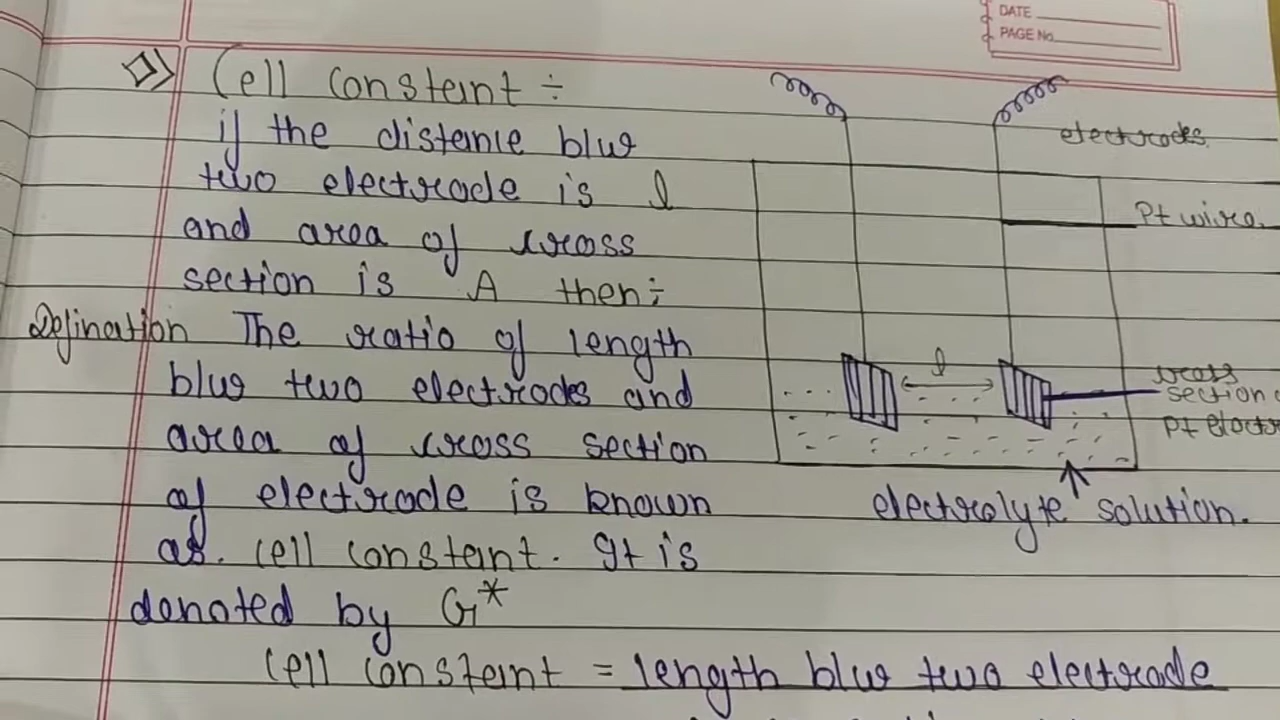 DATE
PAGE No.
Cell constant ÷
if the distance b/w
two electrode is l
and area of cross
section is A then ÷
Defination The ratio of length
b/w two electrodes and
area of cross section
of electrode is known
as. cell constant. It is
denoted by G*
Cell constant = length b/w two electrode
electrodes
Pt wire.
l
cross
section
Pt electr
electrolyte solution.